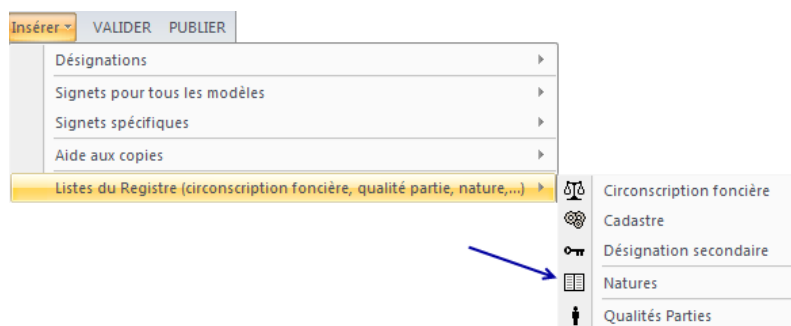 Insérer VALIDER PUBLIER
Désignations
Signets pour tous les modèles
Signets spécifiques
Aide aux copies
Listes du Registre (circonscription foncière, qualité partie, nature,...)
Circonscription foncière
Cadastre
Désignation secondaire
Natures
Qualités Parties